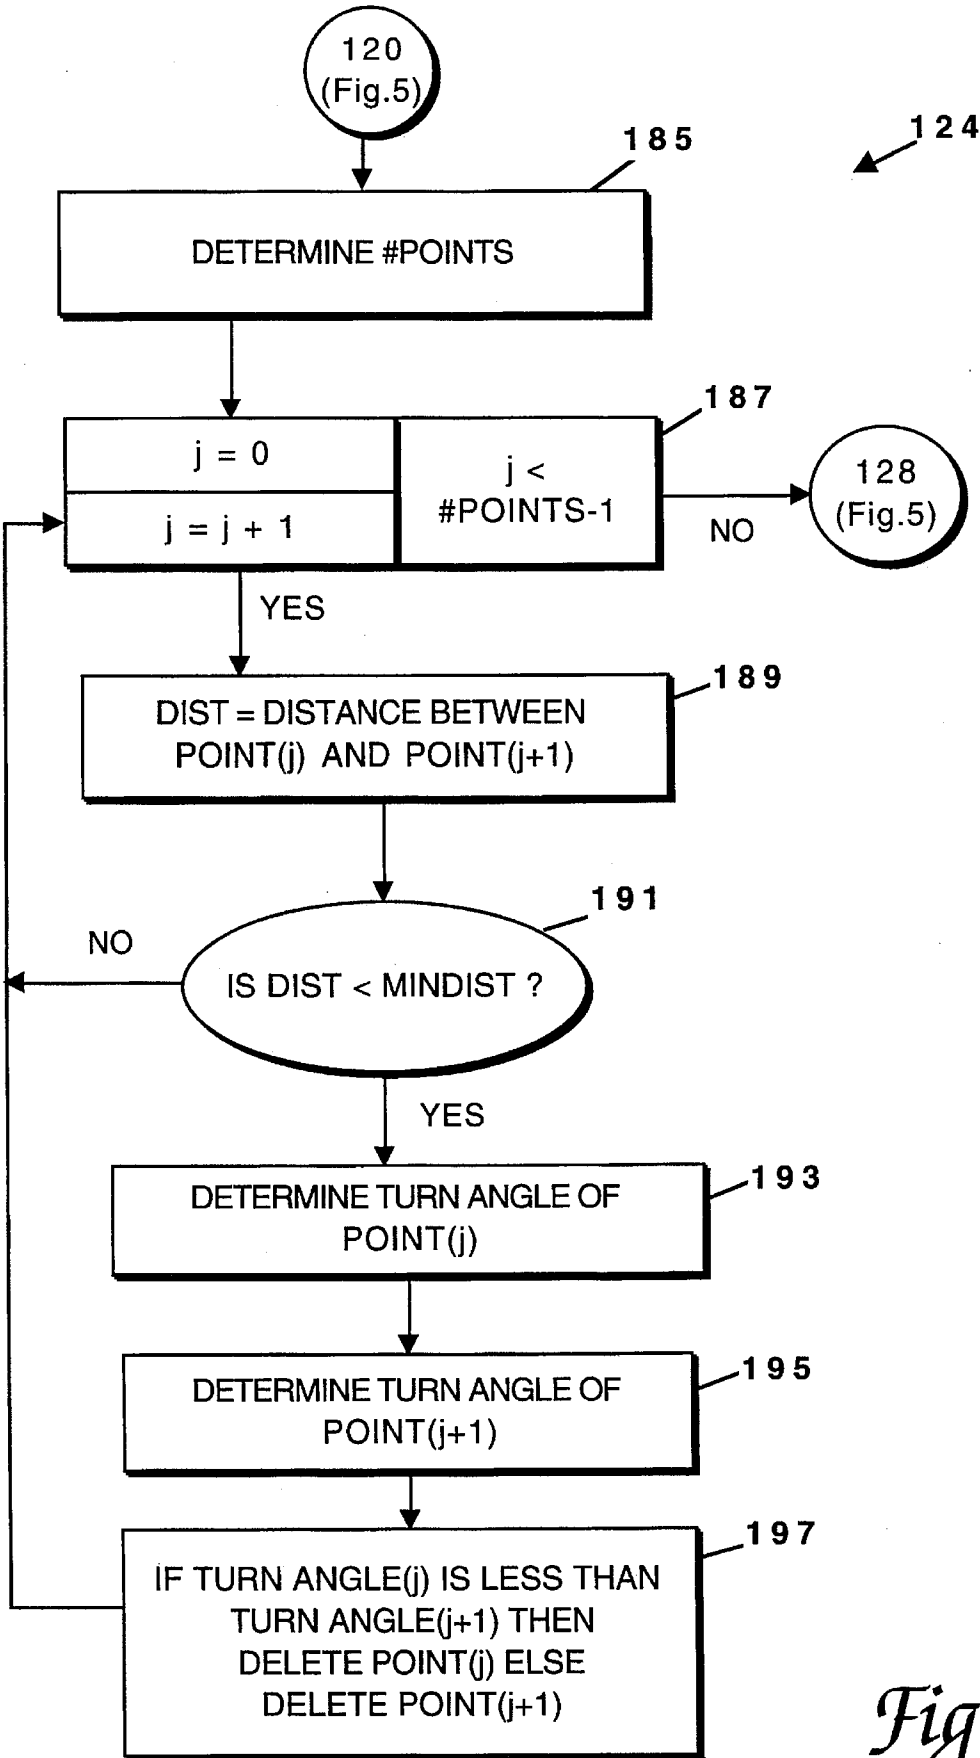 120
(Fig.5)
124
185
DETERMINE #POINTS
187
j = 0
j = j + 1
j <
#POINTS-1
128
(Fig.5)
NO
YES
189
DIST = DISTANCE BETWEEN
POINT(j) AND POINT(j+1)
191
NO
IS DIST < MINDIST ?
YES
193
DETERMINE TURN ANGLE OF
POINT(j)
195
DETERMINE TURN ANGLE OF
POINT(j+1)
197
IF TURN ANGLE(j) IS LESS THAN
TURN ANGLE(j+1) THEN
DELETE POINT(j) ELSE
DELETE POINT(j+1)
Fig